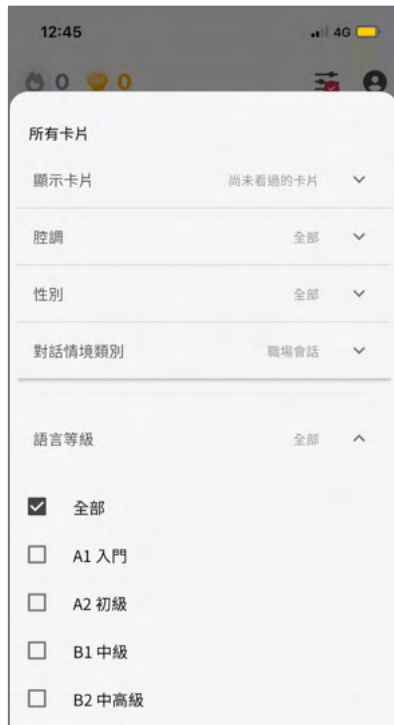 12:45
4G
0 0
所有卡片
顯示卡片 尚未看過的卡片
腔調 全部
性別 全部
對話情境類別 職場會話
語言等級 全部
全部
A1 入門
A2 初級
B1 中級
B2 中高級